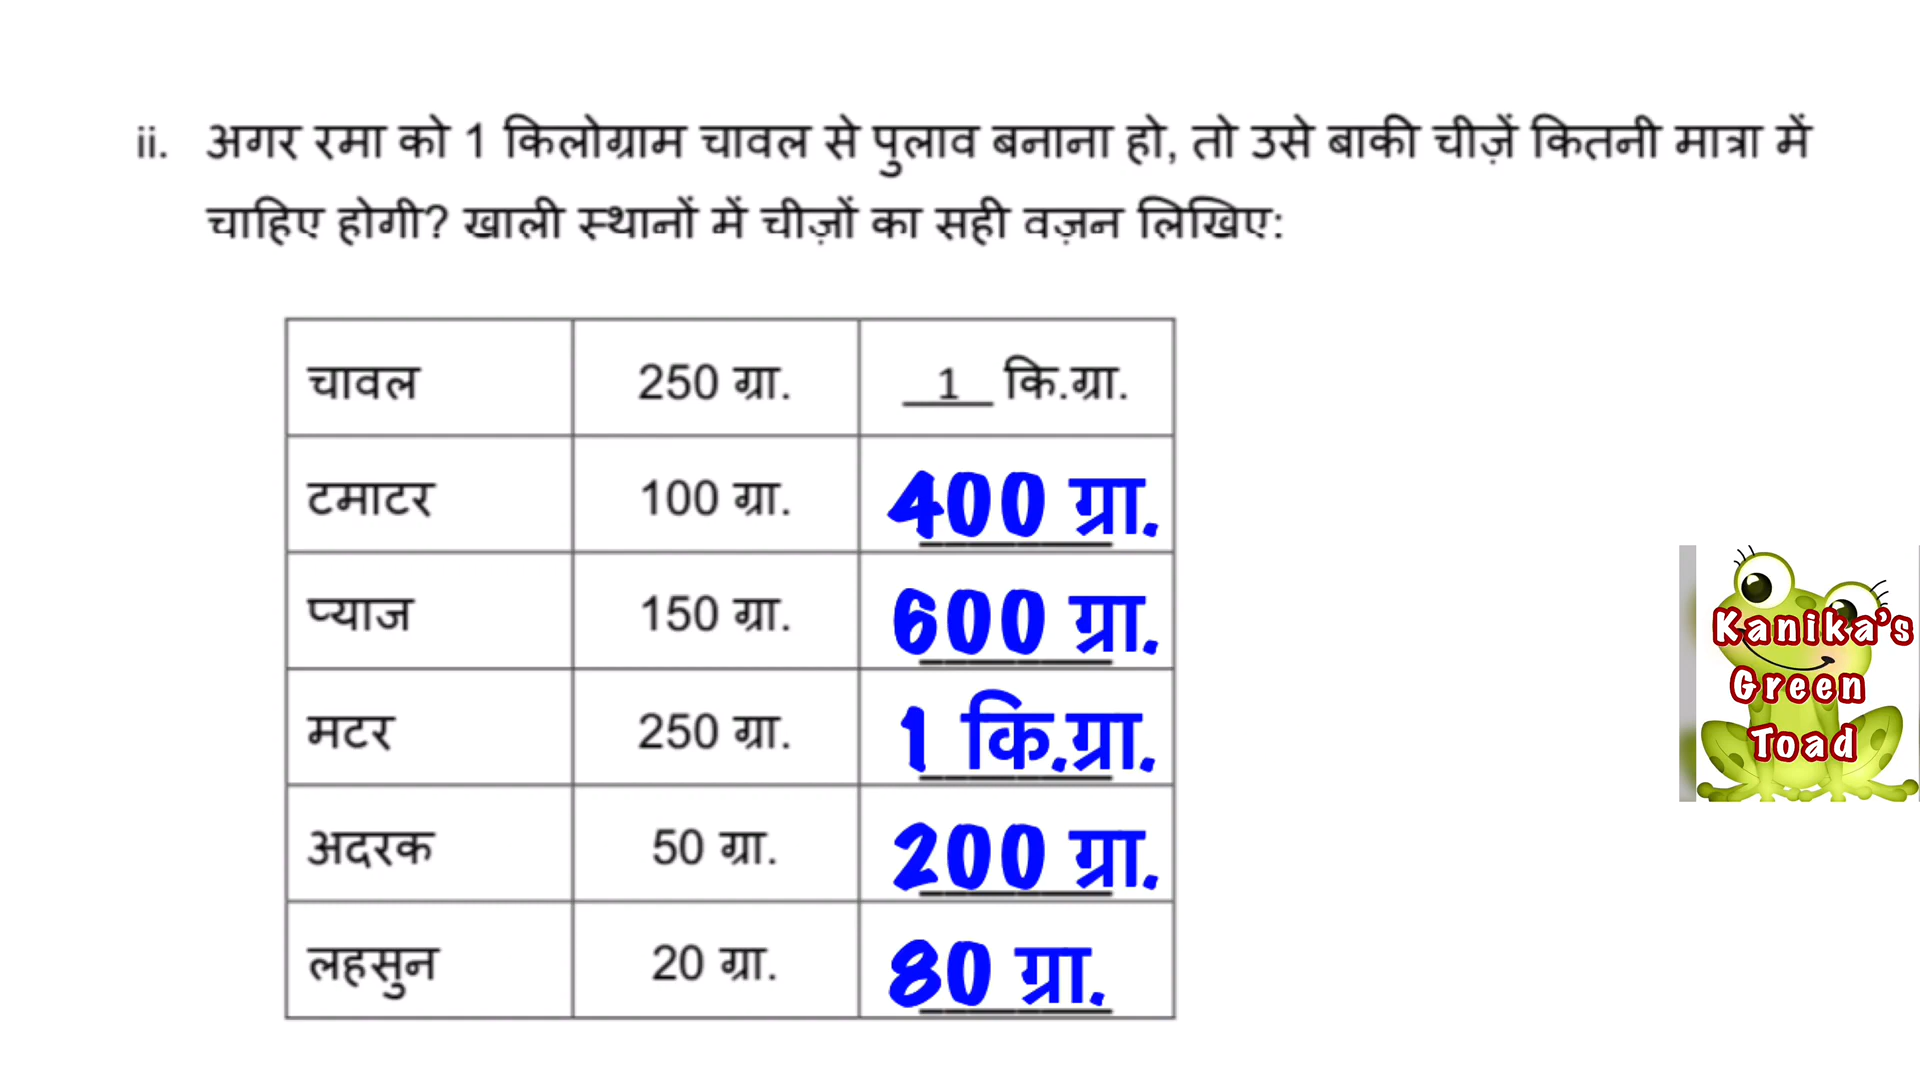 ii. अगर रमा को 1 किलोग्राम चावल से पुलाव बनाना हो, तो उसे बाकी चीज़ें कितनी मात्रा में
चाहिए होगी? खाली स्थानों में चीज़ों का सही वज़न लिखिए:
चावल 250 ग्रा. 1 कि.ग्रा.
टमाटर 100 ग्रा. 400 ग्रा.
प्याज 150 ग्रा. 600 ग्रा.
मटर 250 ग्रा. 1 कि.ग्रा.
अदरक 50 ग्रा. 200 ग्रा.
लहसुन 20 ग्रा. 80 ग्रा.
Kanika's
Green
Toad